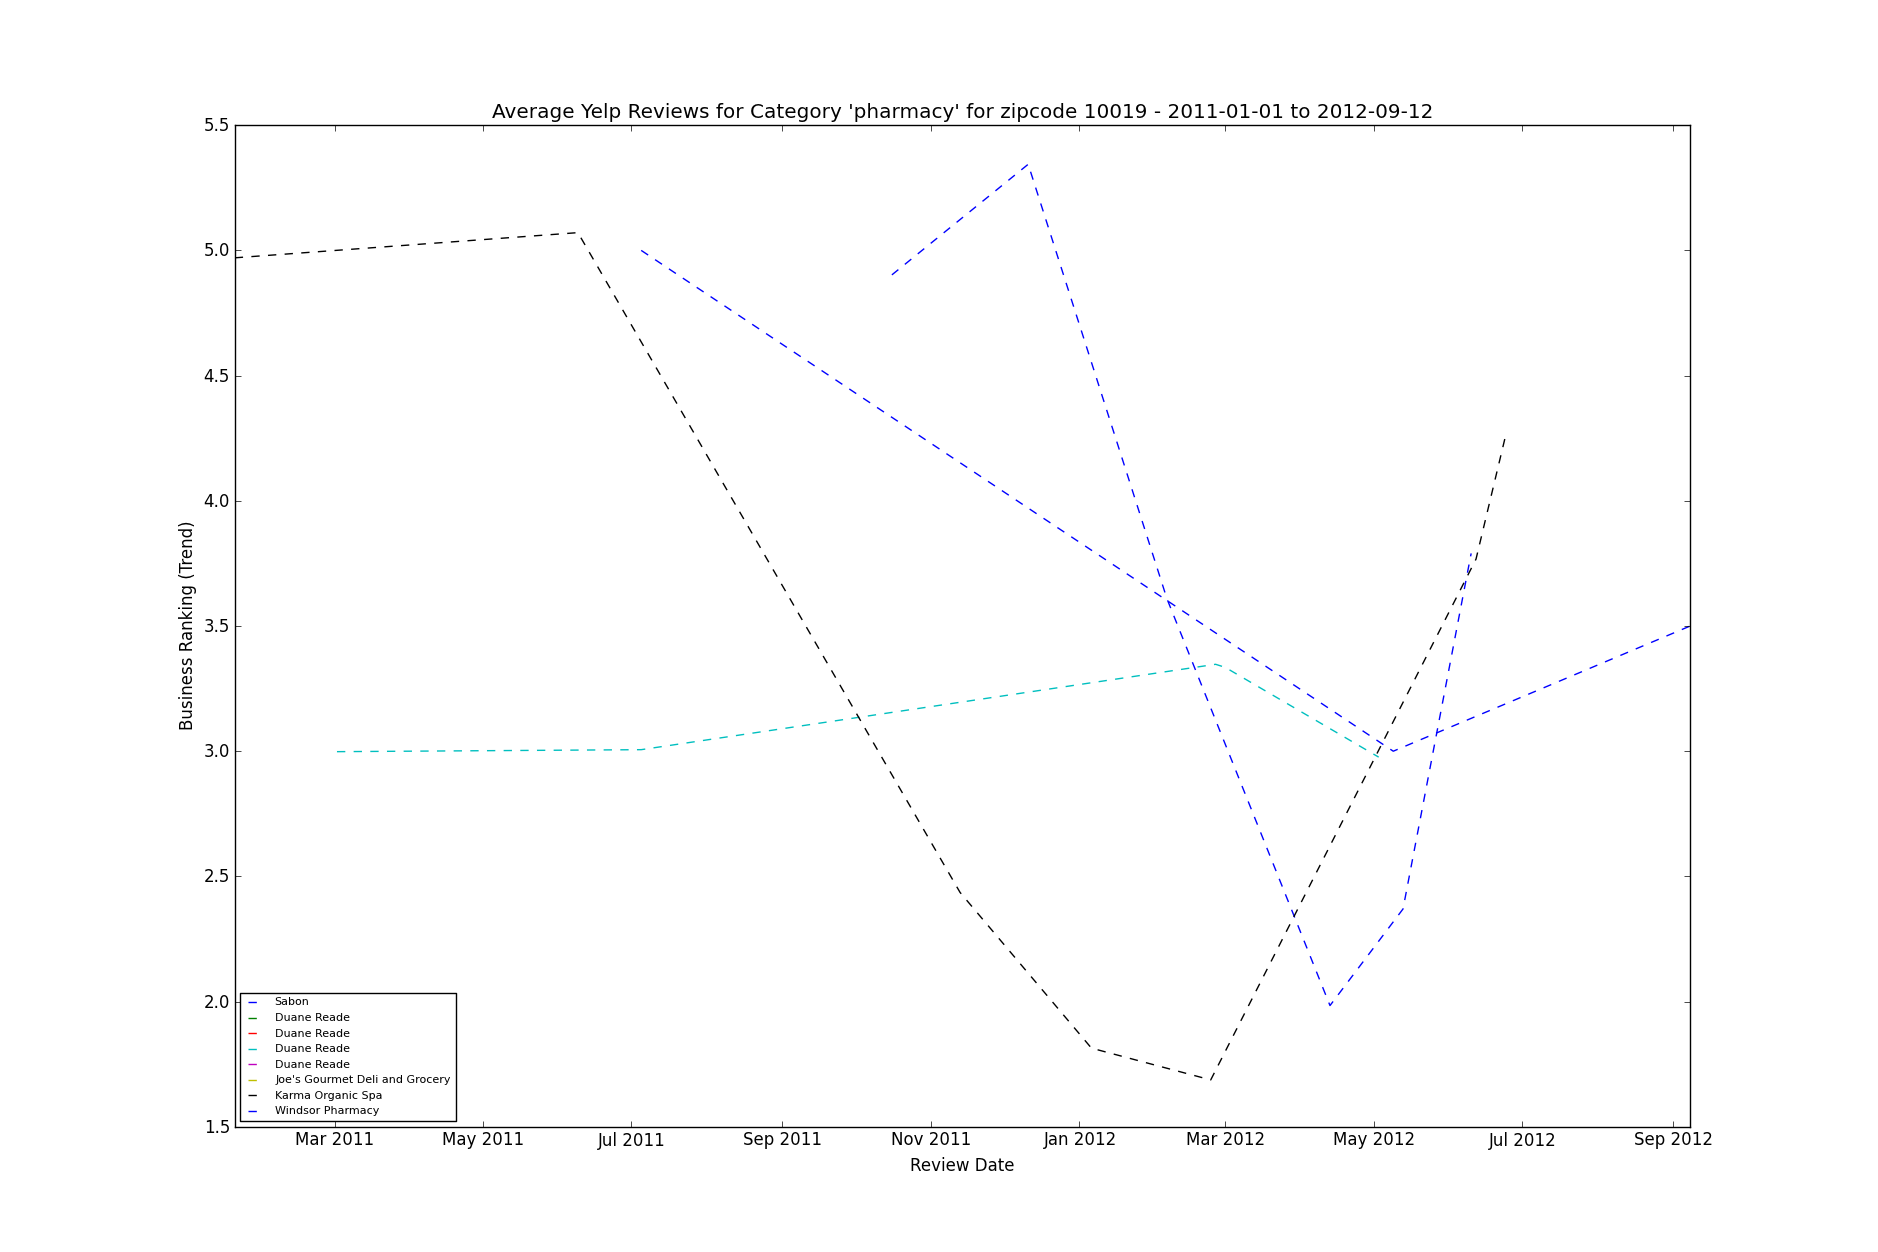 Average Yelp Reviews for Category 'pharmacy' for zipcode 10019 - 2011-01-01 to 2012-09-12
5.5
5.0
4.5
4.0
3.5
3.0
2.5
2.0
1.5
Business Ranking (Trend)
Sabon
Duane Reade
Duane Reade
Duane Reade
Duane Reade
Joe's Gourmet Deli and Grocery
Karma Organic Spa
Windsor Pharmacy
Mar 2011 May 2011 Jul 2011 Sep 2011 Nov 2011 Jan 2012 Mar 2012 May 2012 Jul 2012 Sep 2012
Review Date